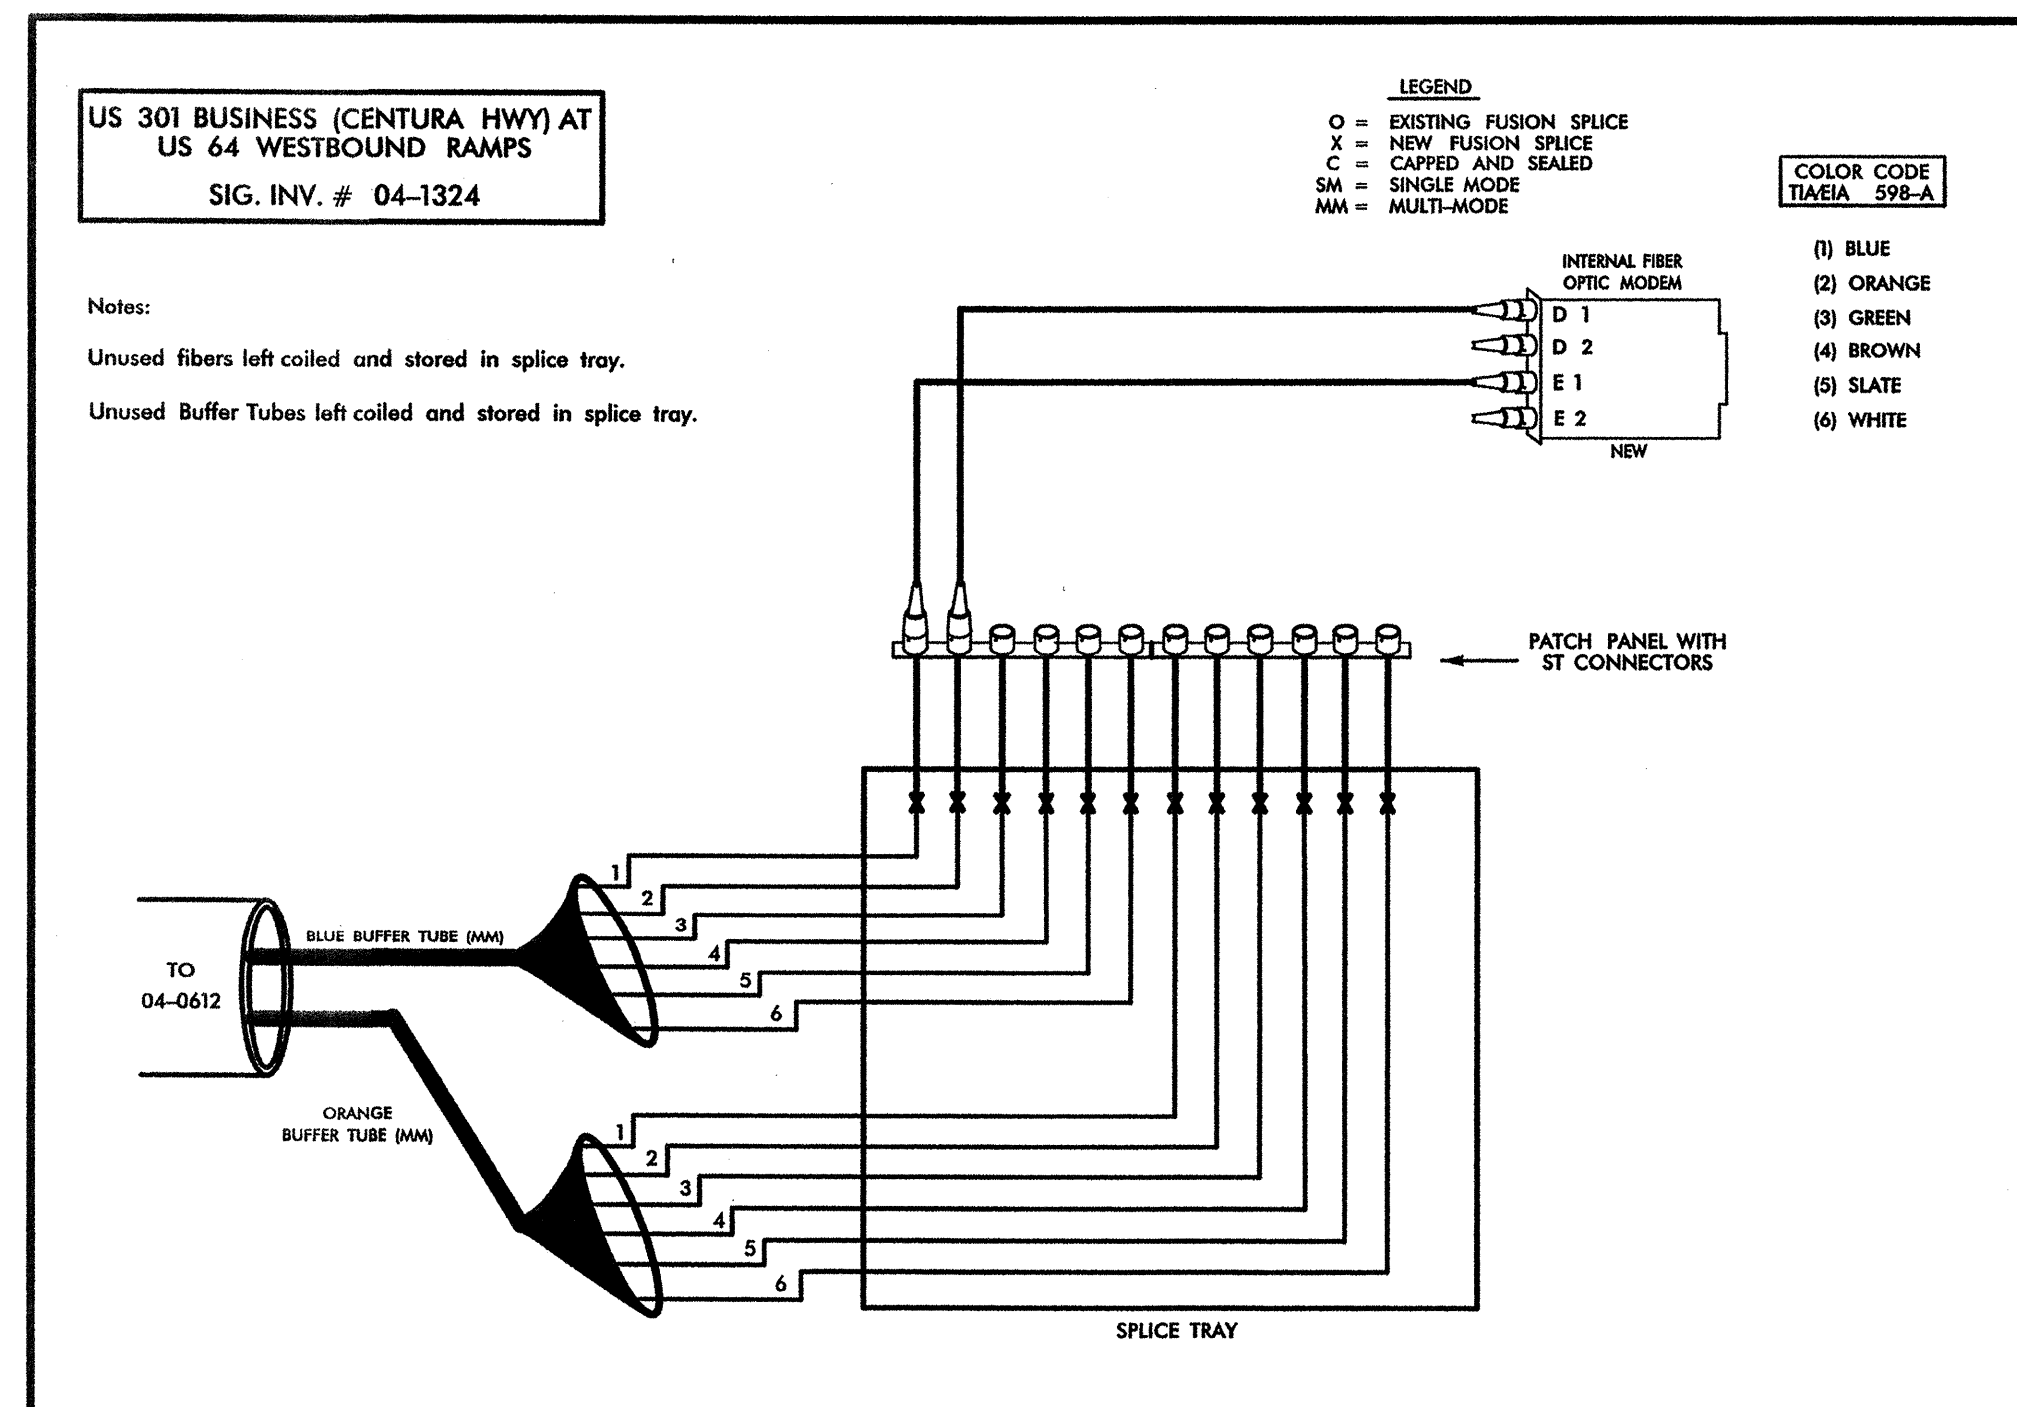 US 301 BUSINESS (CENTURA HWY) AT
US 64 WESTBOUND RAMPS
SIG. INV. # 04-1324
Notes:
Unused fibers left coiled and stored in splice tray.
Unused Buffer Tubes left coiled and stored in splice tray.
LEGEND
O = EXISTING FUSION SPLICE
X = NEW FUSION SPLICE
C = CAPPED AND SEALED
SM = SINGLE MODE
MM = MULTI-MODE
COLOR CODE
TIA/EIA 598-A
(1) BLUE
(2) ORANGE
(3) GREEN
(4) BROWN
(5) SLATE
(6) WHITE
INTERNAL FIBER
OPTIC MODEM
D 1
D 2
E 1
E 2
NEW
PATCH PANEL WITH
ST CONNECTORS
1
2
3
4
5
6
BLUE BUFFER TUBE (MM)
TO
04-0612
ORANGE
BUFFER TUBE (MM)
1
2
3
4
5
6
SPLICE TRAY